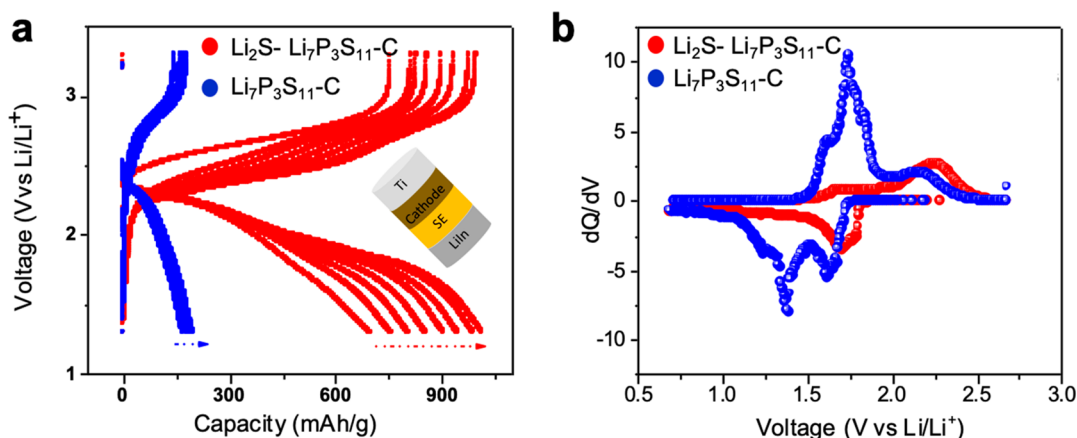 a
Li₂S- Li₇P₃S₁₁-C
Li₇P₃S₁₁-C
3
2
1
Voltage (V vs Li/Li⁺)
Ti
Cathode
SE
LiIn
0
300
600
900
Capacity (mAh/g)
b
Li₂S- Li₇P₃S₁₁-C
Li₇P₃S₁₁-C
10
5
0
-5
-10
dQ/dV
0.5
1.0
1.5
2.0
2.5
3.0
Voltage (V vs Li/Li⁺)